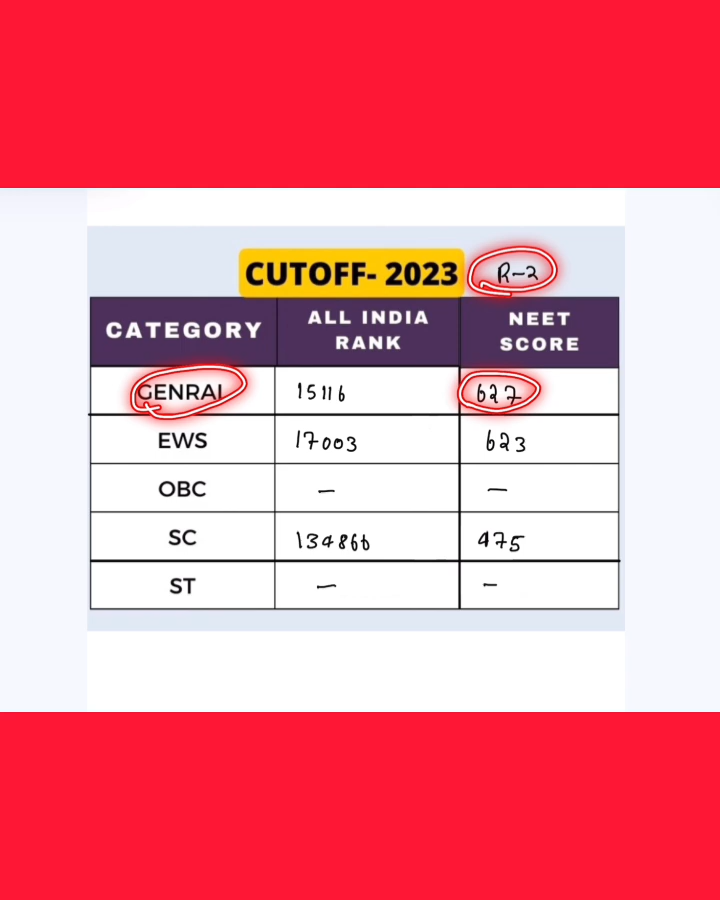 CUTOFF- 2023 R-2
CATEGORY ALL INDIA RANK NEET SCORE
GENRAL 15116 627
EWS 17003 623
OBC – –
SC 134866 475
ST – –